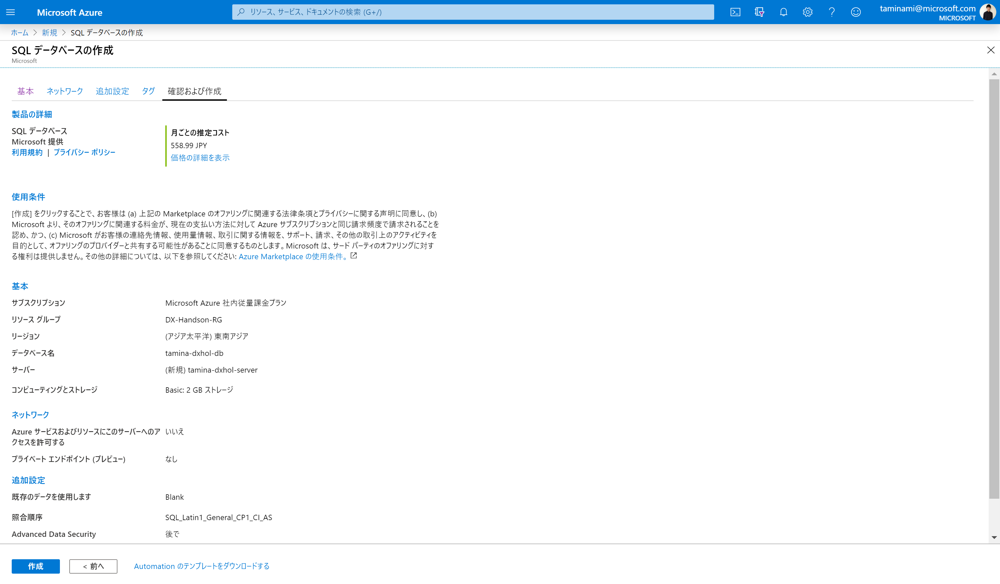 Microsoft Azure
リソース、サービス、ドキュメントの検索 (G+/)
taminami@microsoft.com
MICROSOFT
ホーム > 新規 > SQL データベースの作成
SQL データベースの作成
Microsoft
基本 ネットワーク 追加設定 タグ 確認および作成
製品の詳細
SQL データベース
Microsoft 提供
利用規約 | プライバシー ポリシー
月ごとの推定コスト
558.99 JPY
価格の詳細を表示
使用条件
[作成] をクリックすることで、お客様は (a) 上記の Marketplace のオファリングに関連する法律条項とプライバシーに関する声明に同意し、(b)
Microsoft より、そのオファリングに関連する料金が、現在の支払い方法に対して Azure サブスクリプションと同じ請求頻度で請求されることを
認め、かつ、(c) Microsoft がお客様の連絡先情報、使用量情報、取引に関する情報を、サポート、請求、その他の取引上のアクティビティを
目的として、オファリングのプロバイダーと共有する可能性があることに同意するものとします。Microsoft は、サード パーティのオファリングに対す
る権利は提供しません。その他の詳細については、以下を参照してください: Azure Marketplace の使用条件。
基本
サブスクリプション Microsoft Azure 社内従量課金プラン
リソース グループ DX-Handson-RG
リージョン (アジア太平洋) 東南アジア
データベース名 tamina-dxhol-db
サーバー (新規) tamina-dxhol-server
コンピューティングとストレージ Basic: 2 GB ストレージ
ネットワーク
Azure サービスおよびリソースにこのサーバーへのア いいえ
クセスを許可する
プライベート エンドポイント (プレビュー) なし
追加設定
既存のデータを使用します Blank
照合順序 SQL_Latin1_General_CP1_CI_AS
Advanced Data Security 後で
作成 < 前へ Automation のテンプレートをダウンロードする